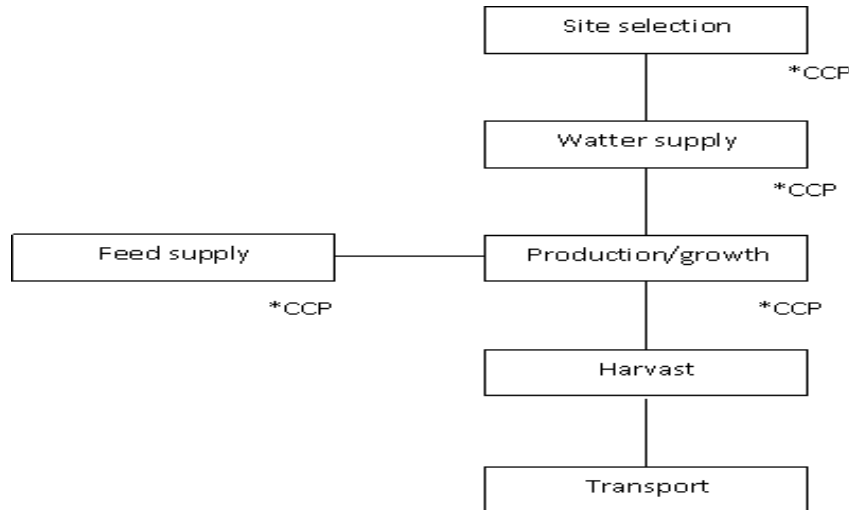 Site selection
*CCP
Watter supply
*CCP
Feed supply
Production/growth
*CCP
*CCP
Harvast
Transport